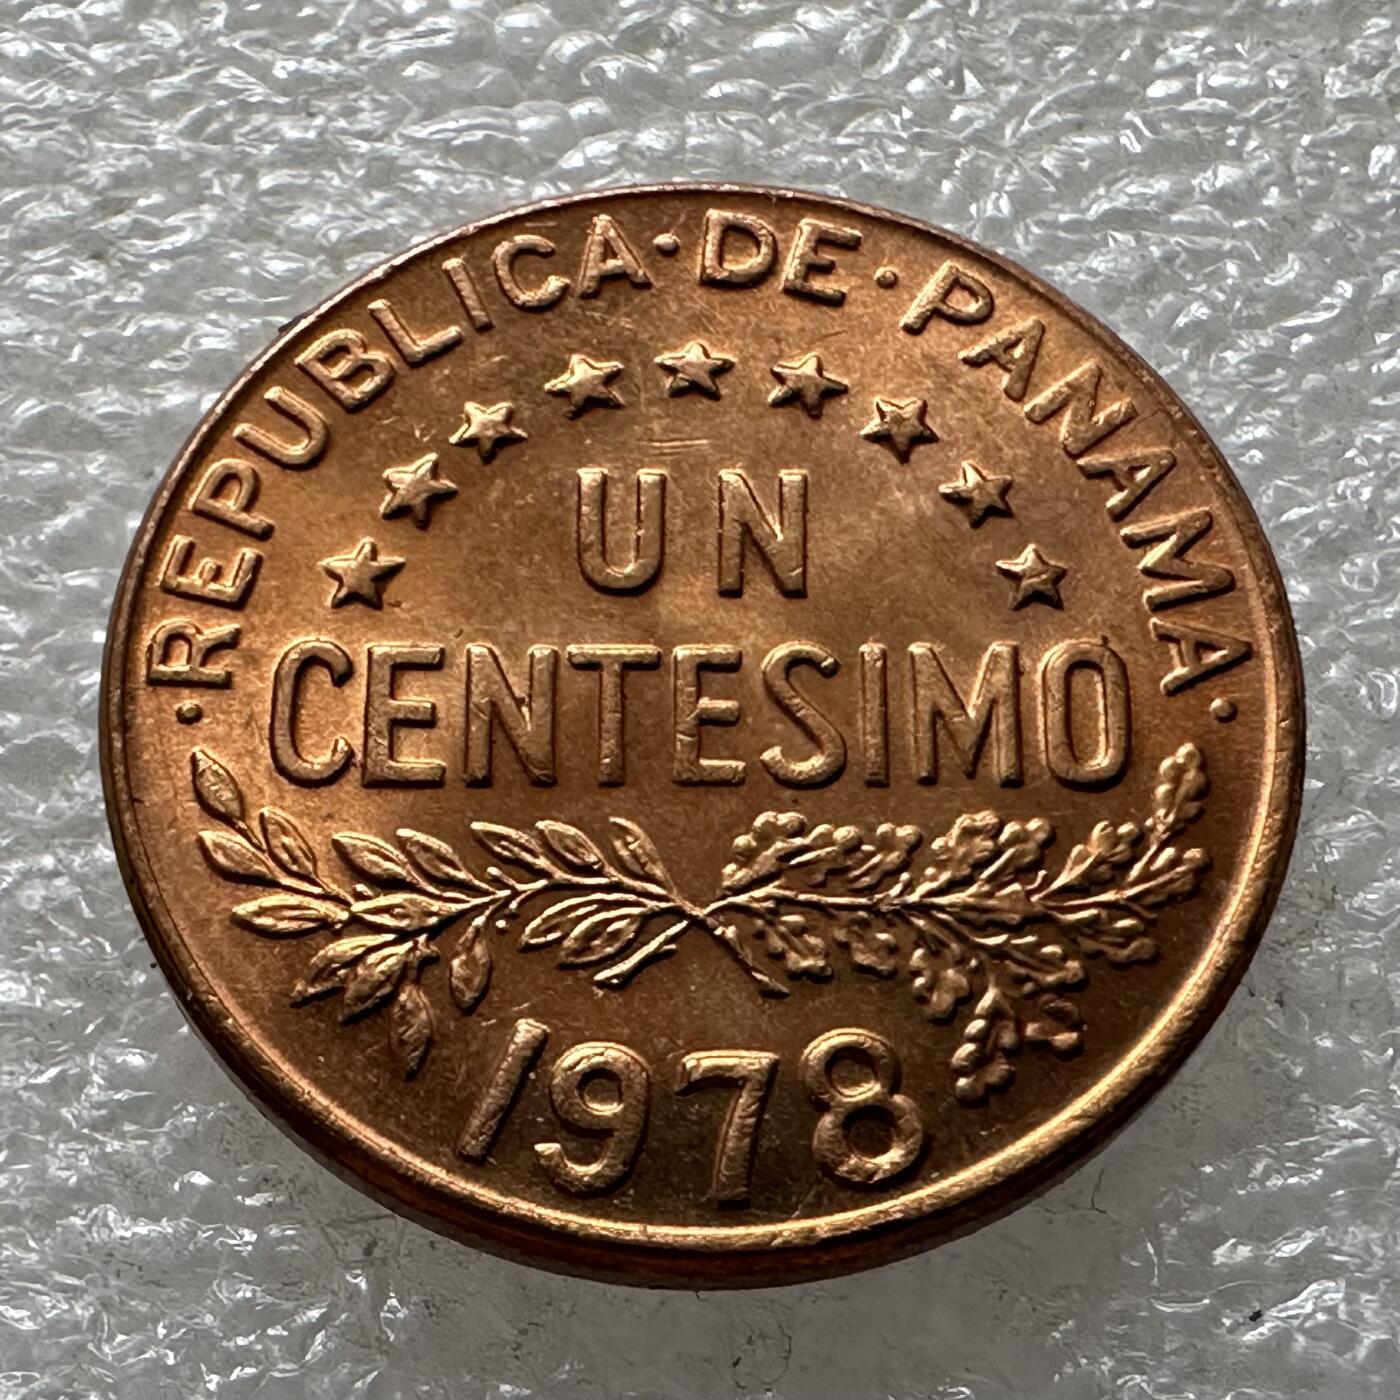 ·REPUBLICA·DE·PANAMA·
UN
CENTESIMO
1978